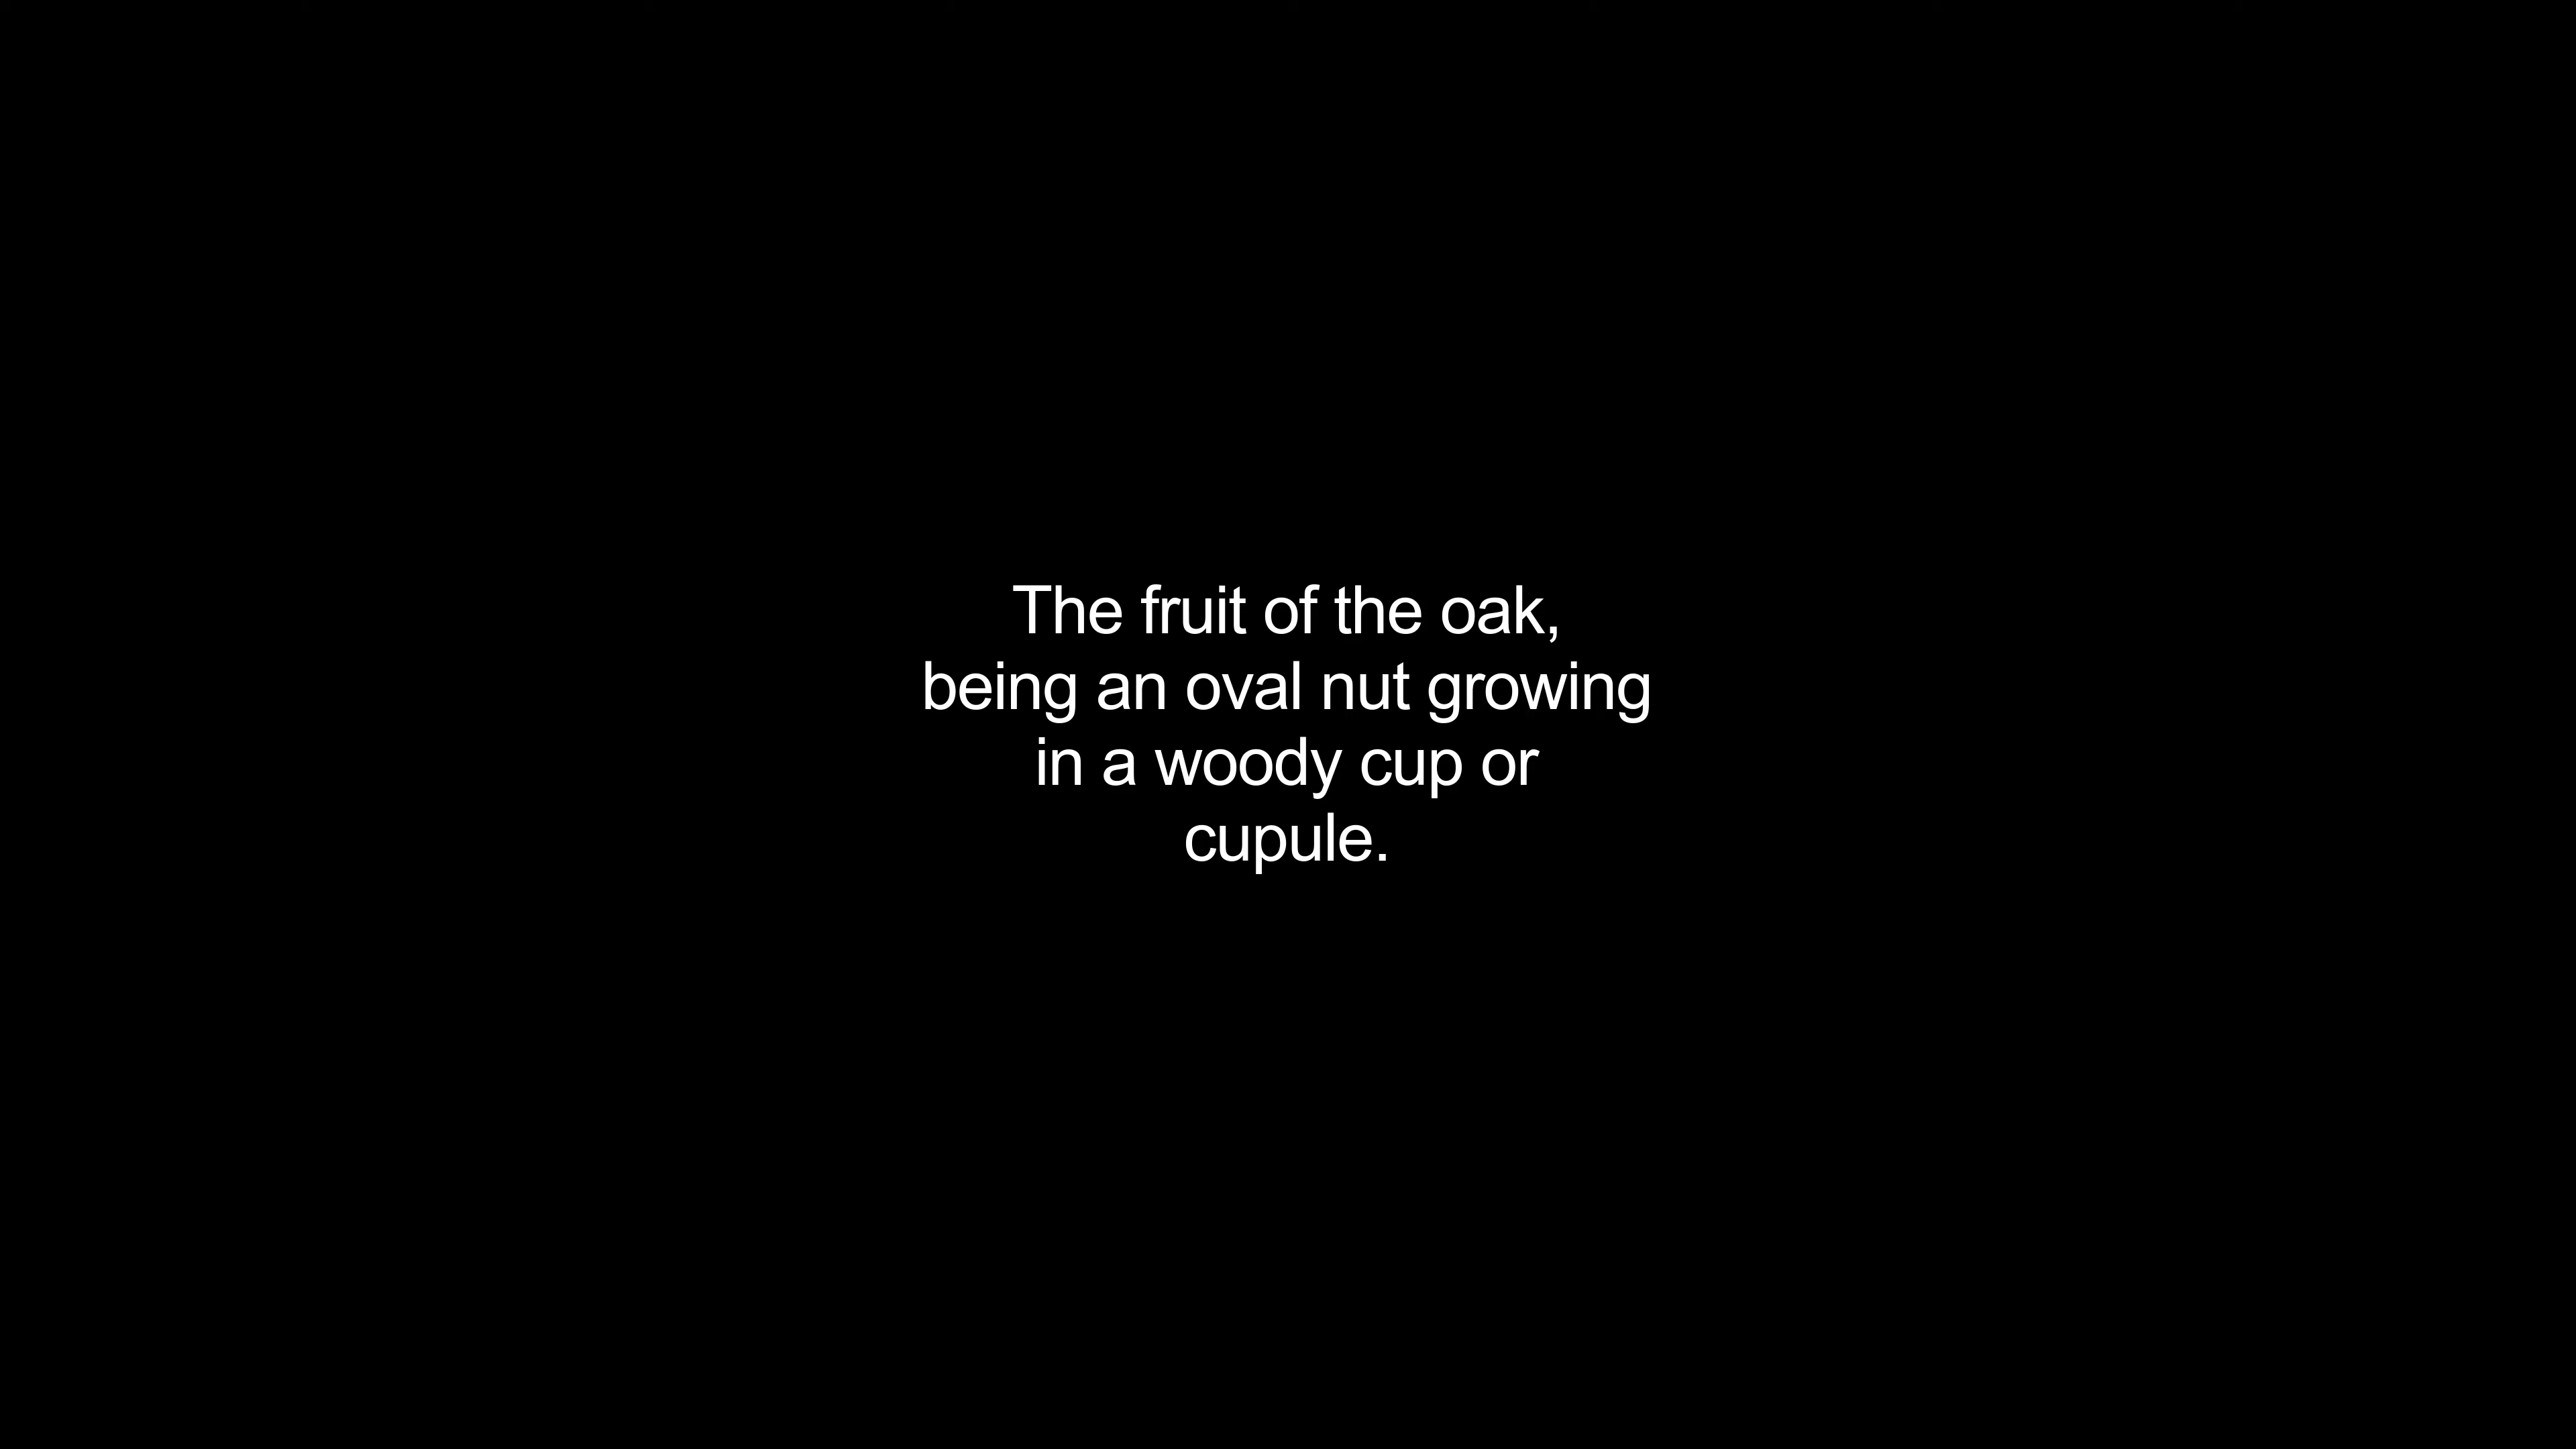 The fruit of the oak,
being an oval nut growing
in a woody cup or
cupule.